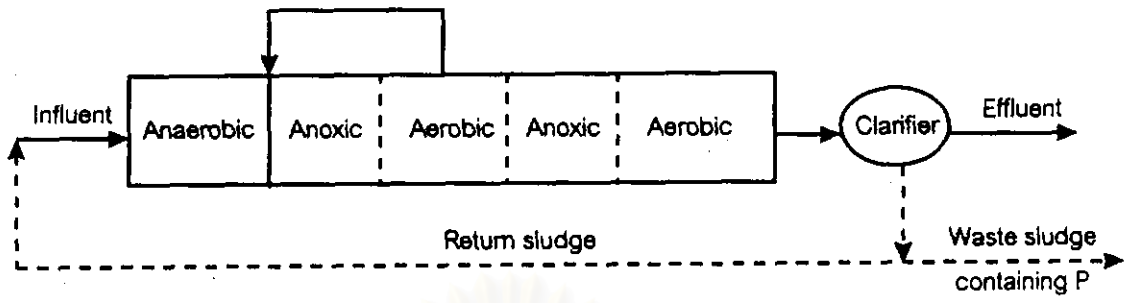 Influent
Anaerobic
Anoxic
Aerobic
Anoxic
Aerobic
Clarifier
Effluent
Return sludge
Waste sludge
containing P